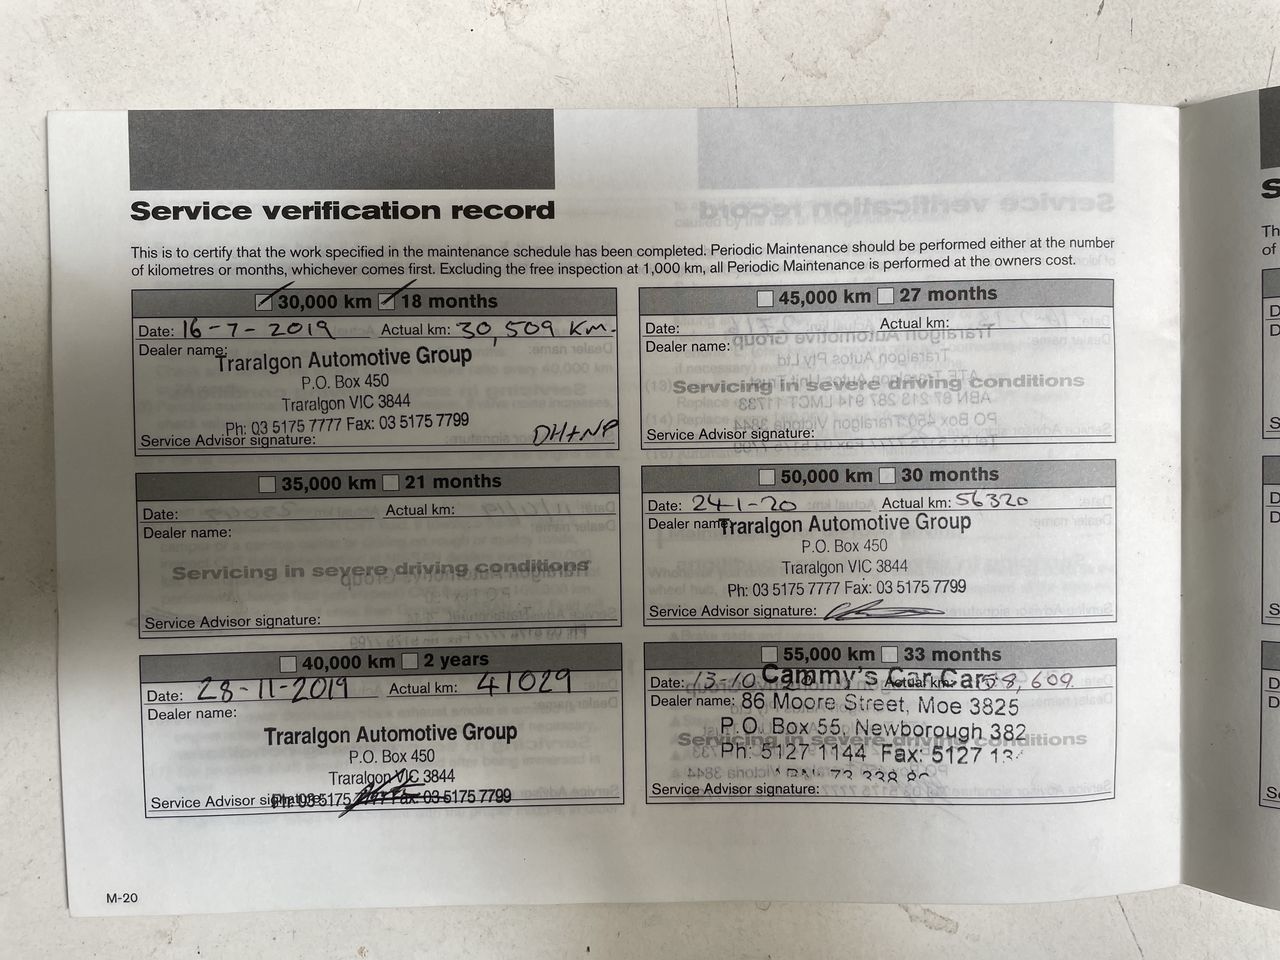 Service verification record
This is to certify that the work specified in the maintenance schedule has been completed. Periodic Maintenance should be performed either at the number
of kilometres or months, whichever comes first. Excluding the free inspection at 1,000 km, all Periodic Maintenance is performed at the owners cost.
30,000 km 18 months
Date: 16-7-2019 Actual km: 30,509 KM.
Dealer name:
Traralgon Automotive Group
P.O. Box 450
Traralgon VIC 3844
Ph: 03 5175 7777 Fax: 03 5175 7799
Service Advisor signature: DH+NP
35,000 km 21 months
Date: Actual km:
Dealer name:
Servicing in severe driving conditions
Service Advisor signature:
40,000 km 2 years
Date: 28-11-2019 Actual km: 41029
Dealer name:
Traralgon Automotive Group
P.O. Box 450
Traralgon VIC 3844
Ph: 03 5175 7777 Fax: 03 5175 7799
Service Advisor signature:
45,000 km 27 months
Date: Actual km:
Dealer name:
Servicing in severe driving conditions
Service Advisor signature:
50,000 km 30 months
Date: 24-1-20 Actual km: 56320
Dealer name:
Traralgon Automotive Group
P.O. Box 450
Traralgon VIC 3844
Ph: 03 5175 7777 Fax: 03 5175 7799
Service Advisor signature:
55,000 km 33 months
Date: 13-10 Actual km: 58,609
Cammy's Car Care
Dealer name: 86 Moore Street, Moe 3825
P.O. Box 55, Newborough 382
Servicing in severe driving conditions
Ph: 5127 1144 Fax: 5127
Service Advisor signature:
M-20